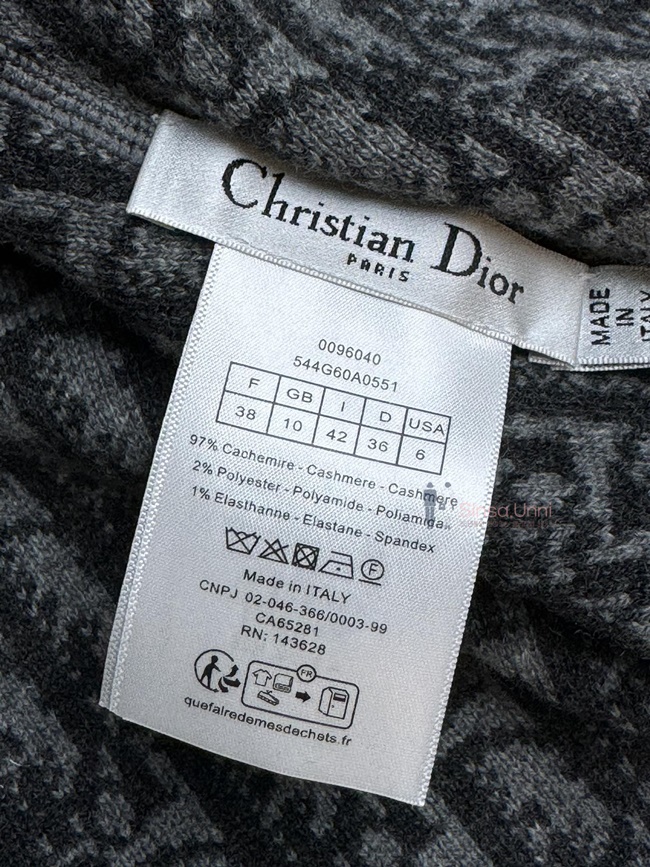 Christian Dior
PARIS
MADE
IN
ITALY
0096040
544G60A0551
F GB I D USA
38 10 42 36 6
97% Cachemire - Cashmere - Cashmere
2% Polyester - Polyamide - Poliamida
1% Elasthanne - Elastane - Spandex
F
Made in ITALY
CNPJ 02-046-366/0003-99
CA65281
RN: 143628
FR
quefairedemesdechets.fr
Sinsa Unni